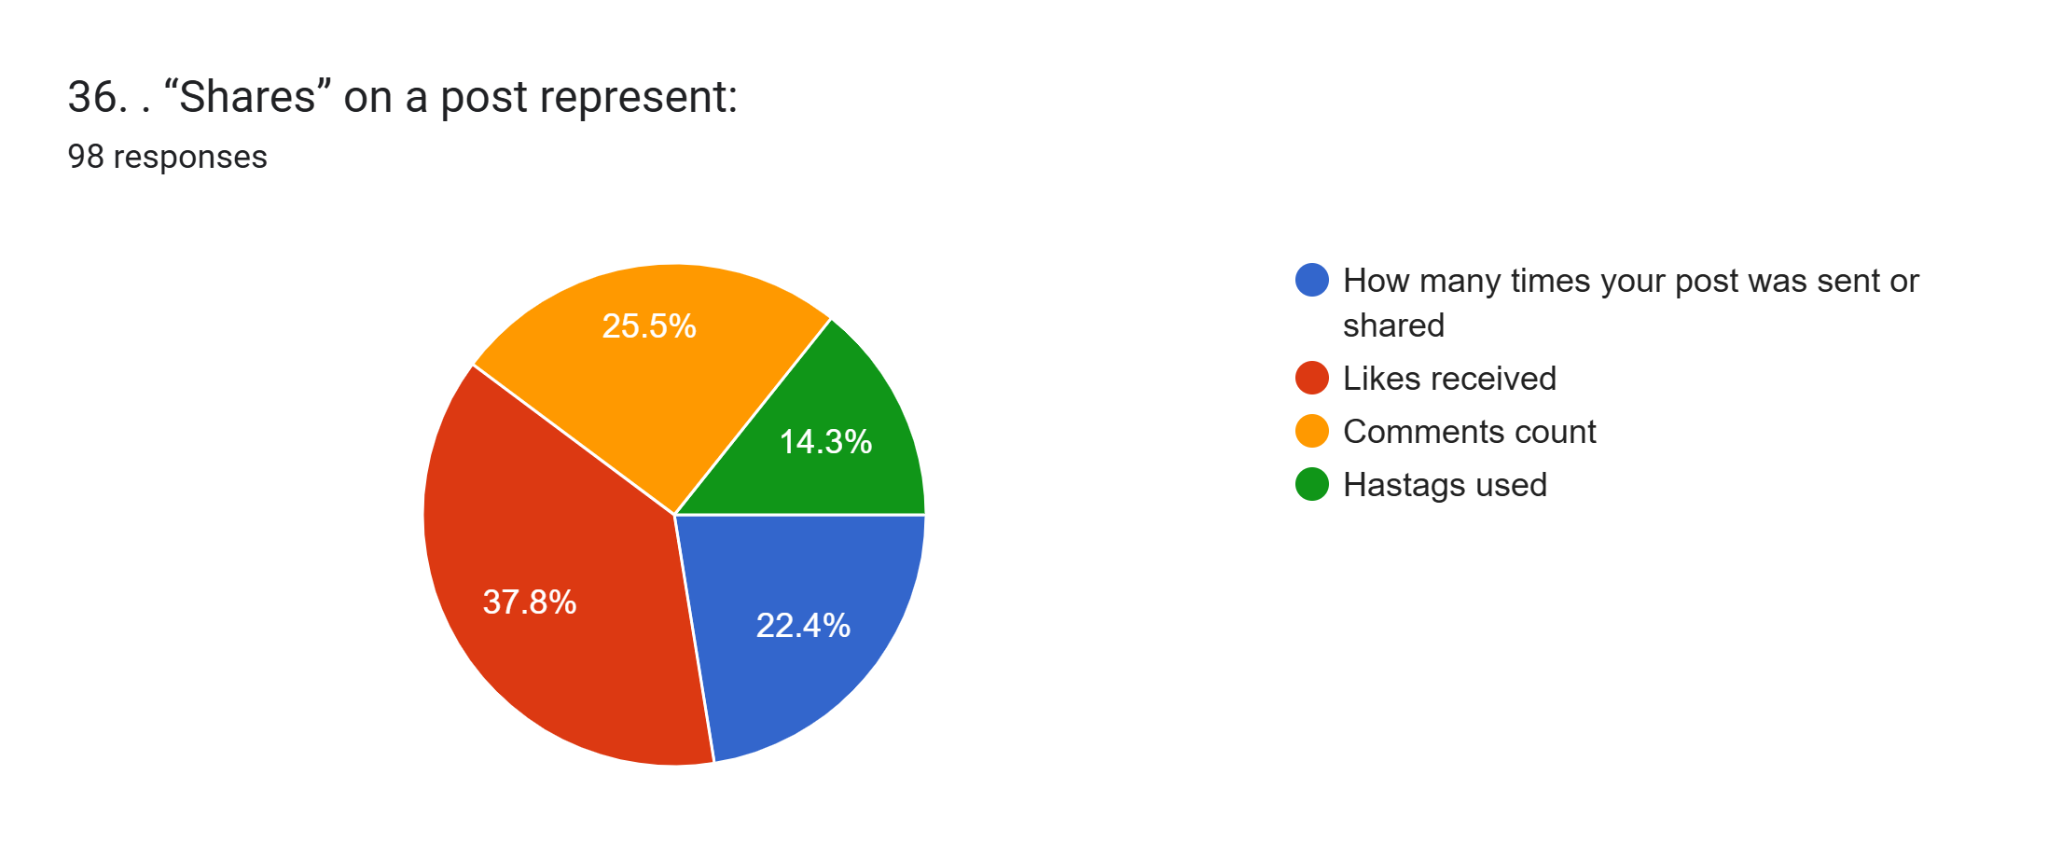 36. . “Shares” on a post represent:
98 responses
25.5%
14.3%
37.8%
22.4%
How many times your post was sent or
shared
Likes received
Comments count
Hastags used